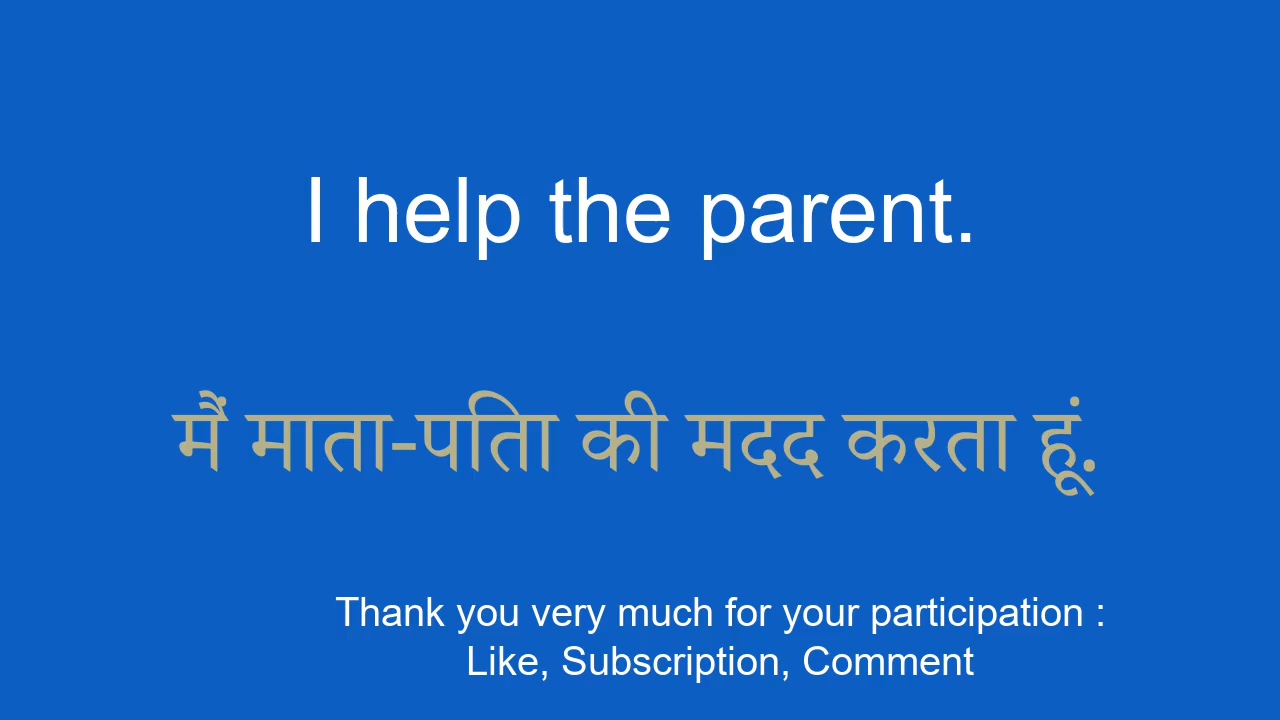 I help the parent.
मैं माता-पिता की मदद करता हूं.
Thank you very much for your participation :
Like, Subscription, Comment